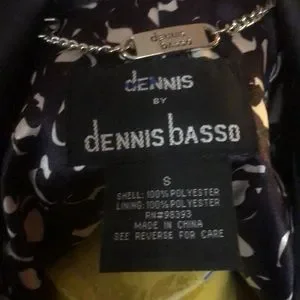 dennis
basso
dENNIS
BY
dENNIS basso
S
SHELL: 100% POLYESTER
LINING: 100% POLYESTER
RN#98393
MADE IN CHINA
SEE REVERSE FOR CARE